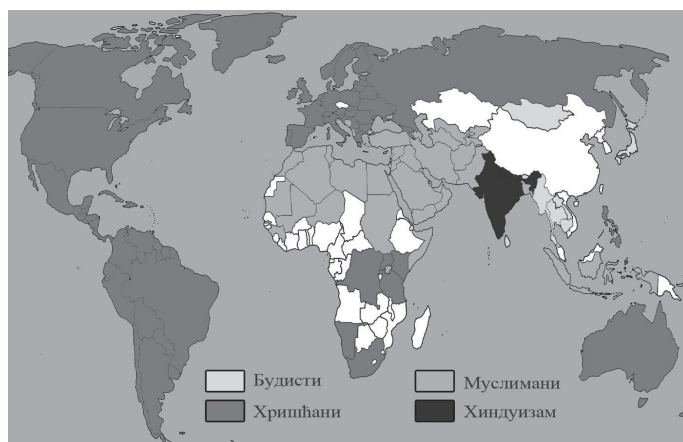 Будисти
Хришћани
Муслимани
Хиндуизам